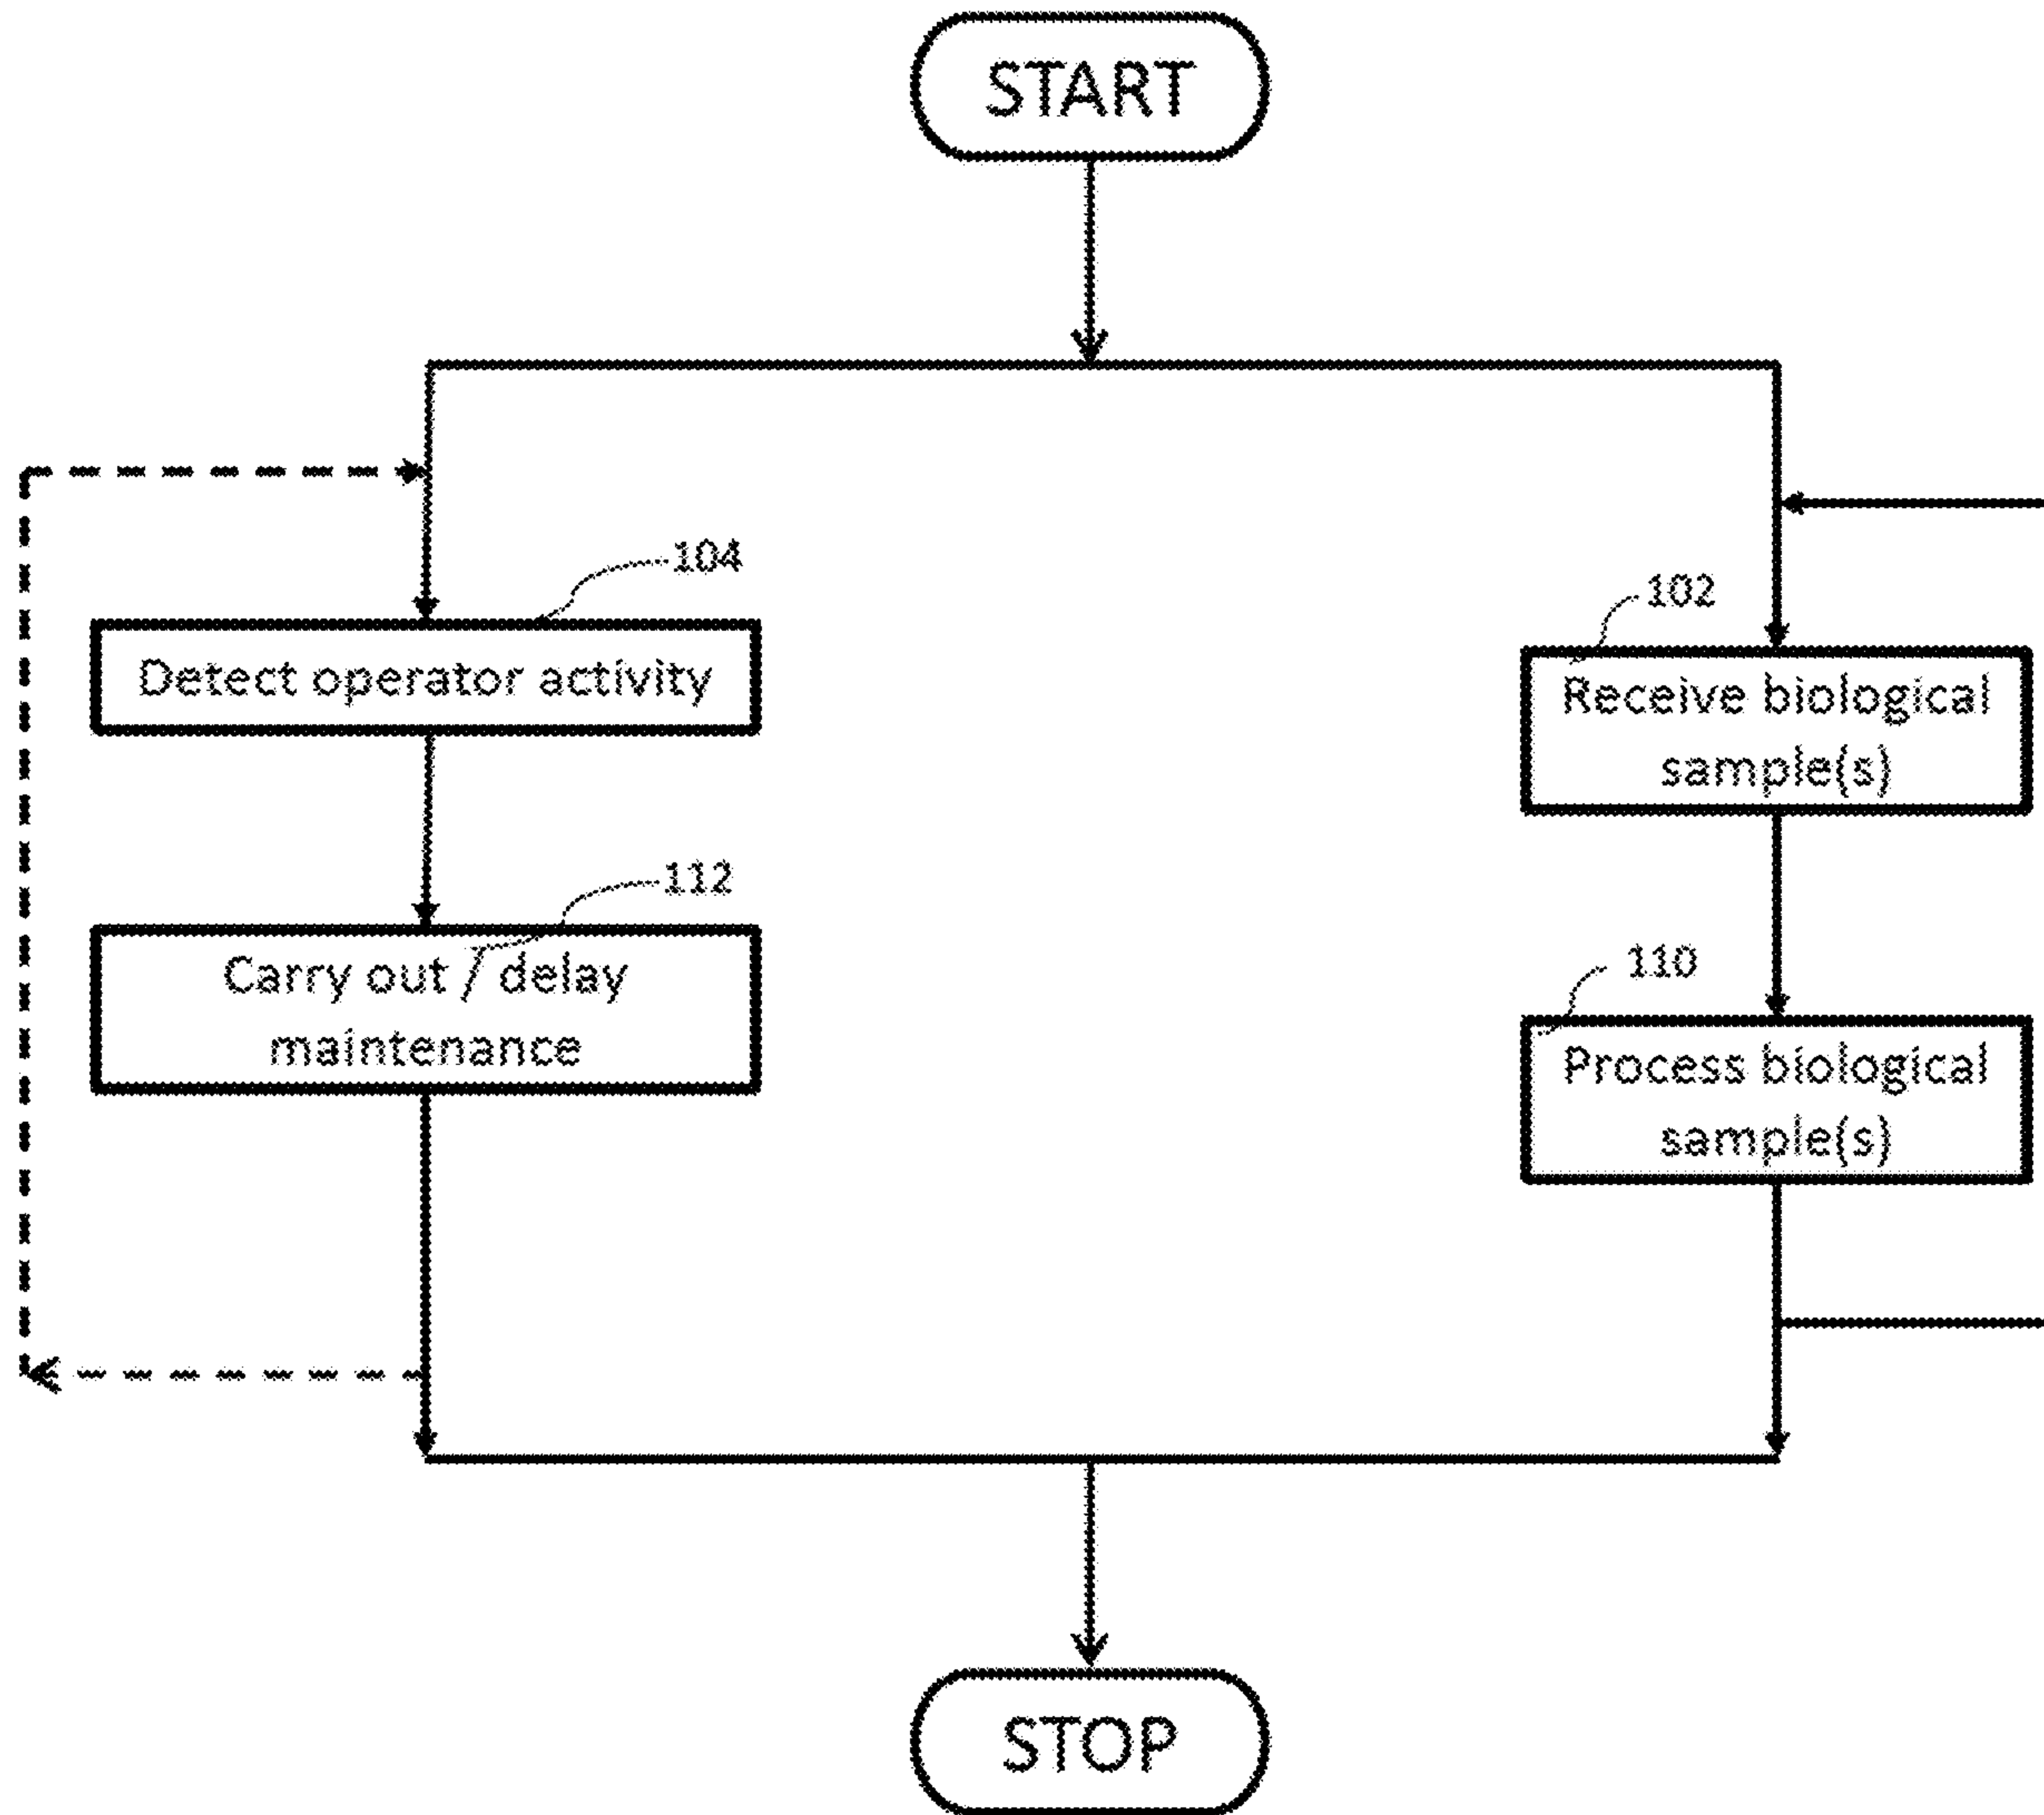 START
104
Detect operator activity
112
Carry out / delay
maintenance
102
Receive biological
sample(s)
110
Process biological
sample(s)
STOP